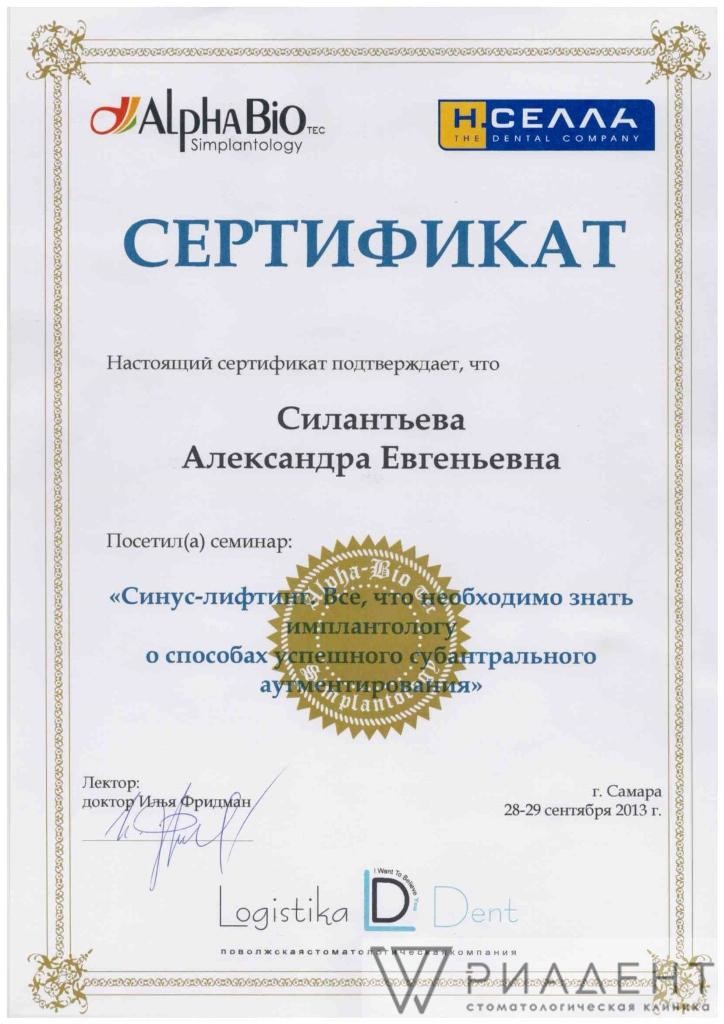 AlphaBio TEC
Simplantology
Н.СЕЛЛА
THE DENTAL COMPANY
СЕРТИФИКАТ
Настоящий сертификат подтверждает, что
Силантьева
Александра Евгеньевна
Посетил(а) семинар:
«Синус-лифтинг. Все, что необходимо знать
имплантологу
о способах успешного субантрального
аугментирования»
Alpha-Bio
Simplantology
Лектор:
доктор Илья Фридман
г. Самара
28-29 сентября 2013 г.
I Want To Believe You
Logistika LD Dent
поволжскаястоматологическаякомпания
РИАДЕНТ
стоматологическая клиника